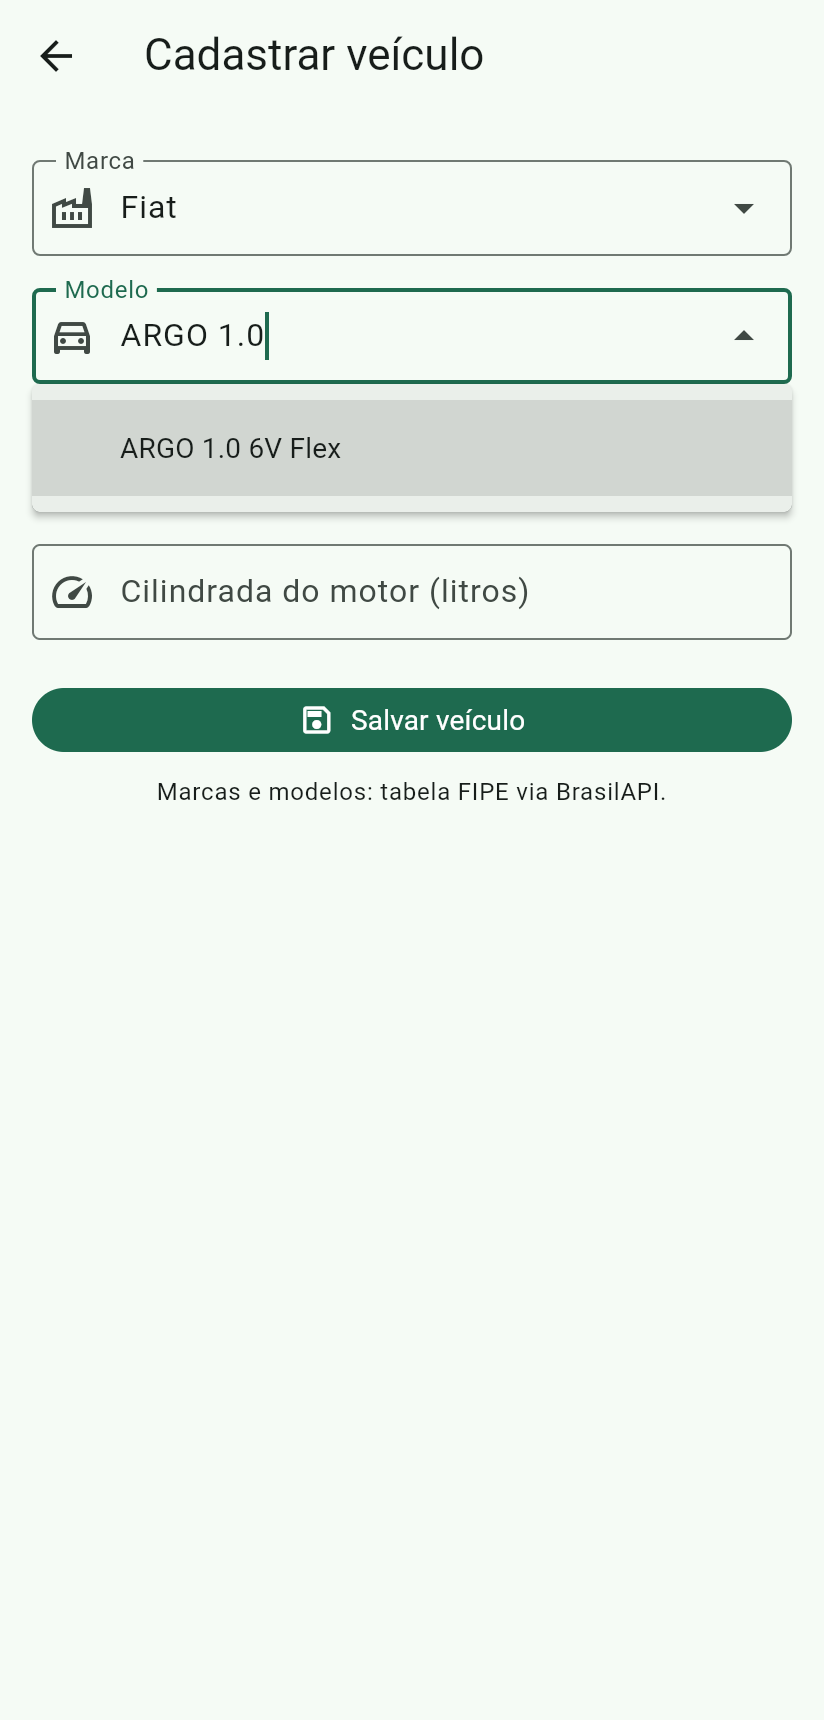 Cadastrar veículo
Marca
Fiat
Modelo
ARGO 1.0
ARGO 1.0 6V Flex
Cilindrada do motor (litros)
Salvar veículo
Marcas e modelos: tabela FIPE via BrasilAPI.